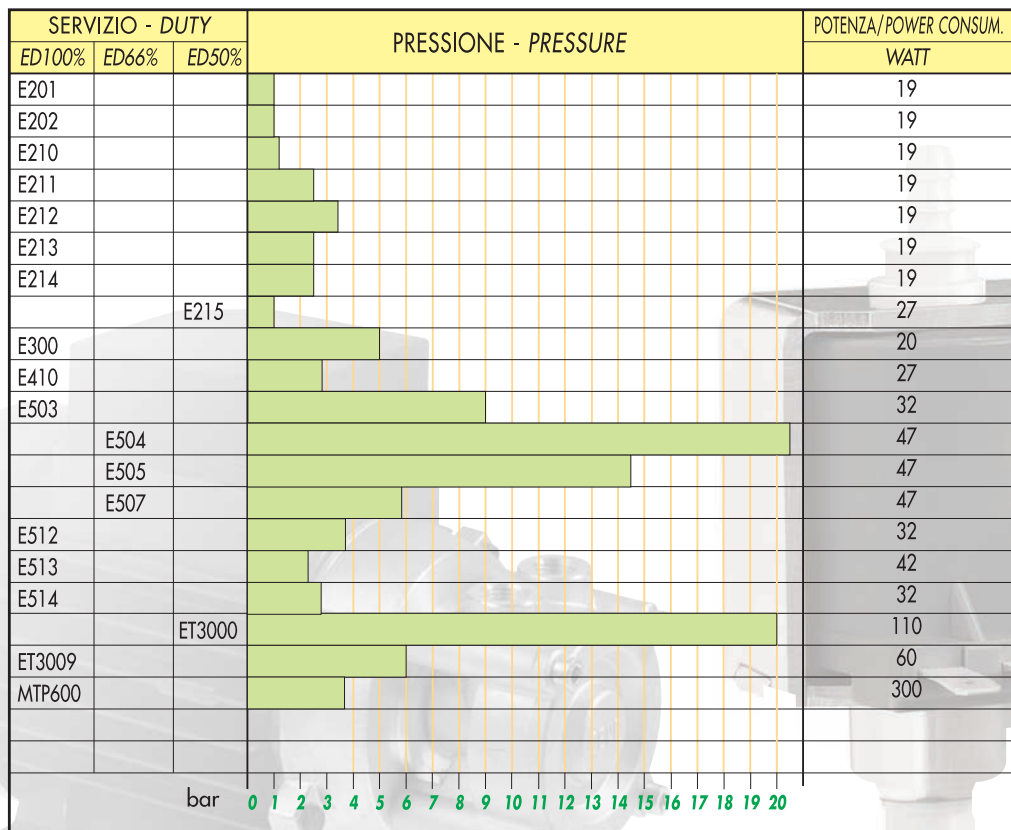 SERVIZIO - DUTY PRESSIONE - PRESSURE POTENZA/POWER CONSUM.
ED100% ED66% ED50% WATT
E201 19
E202 19
E210 19
E211 19
E212 19
E213 19
E214 19
E215 27
E300 20
E410 27
E503 32
E504 47
E505 47
E507 47
E512 32
E513 42
E514 32
ET3000 110
ET3009 60
MTP600 300
bar 0 1 2 3 4 5 6 7 8 9 10 11 12 13 14 15 16 17 18 19 20